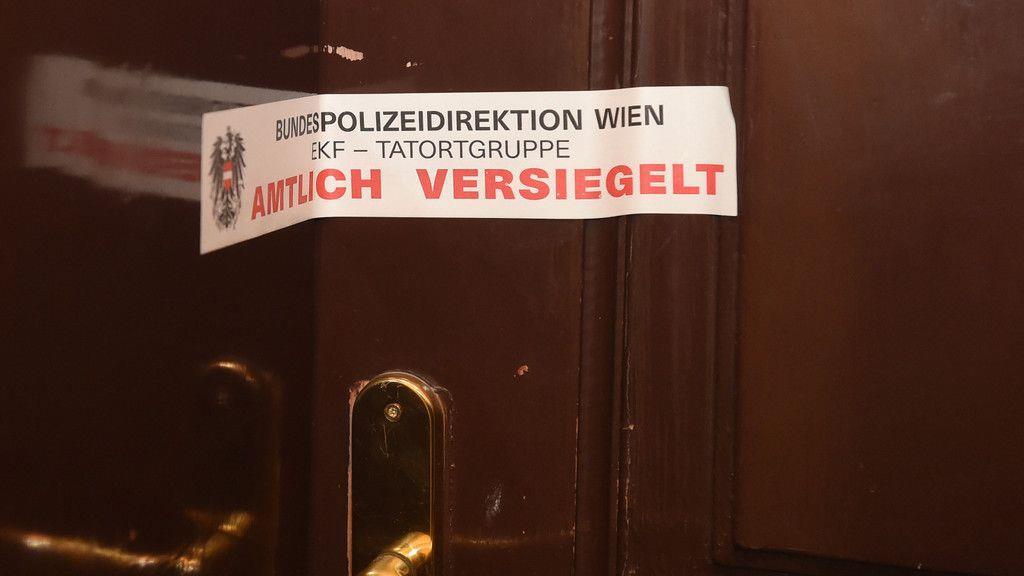 BUNDESPOLIZEIDIREKTION WIEN
EKF – TATORTGRUPPE
AMTLICH VERSIEGELT